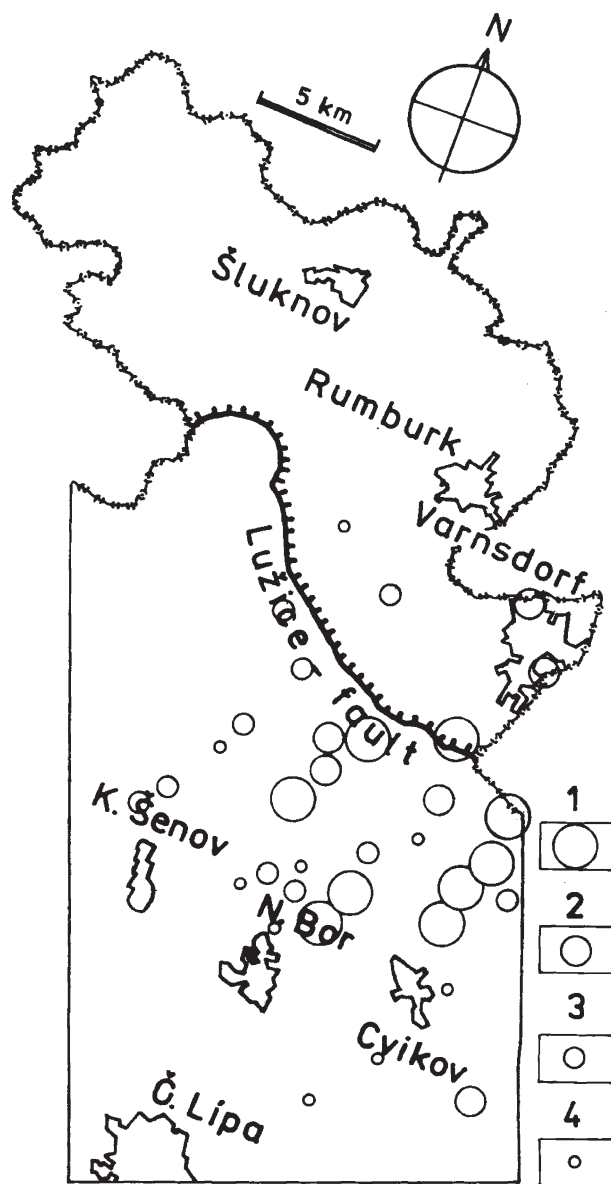 N
5 km
Šluknov
Rumburk
Varnsdorf
Lužice- fault
K. Šenov
N. Bor
Cvikov
Č. Lípa
1
2
3
4